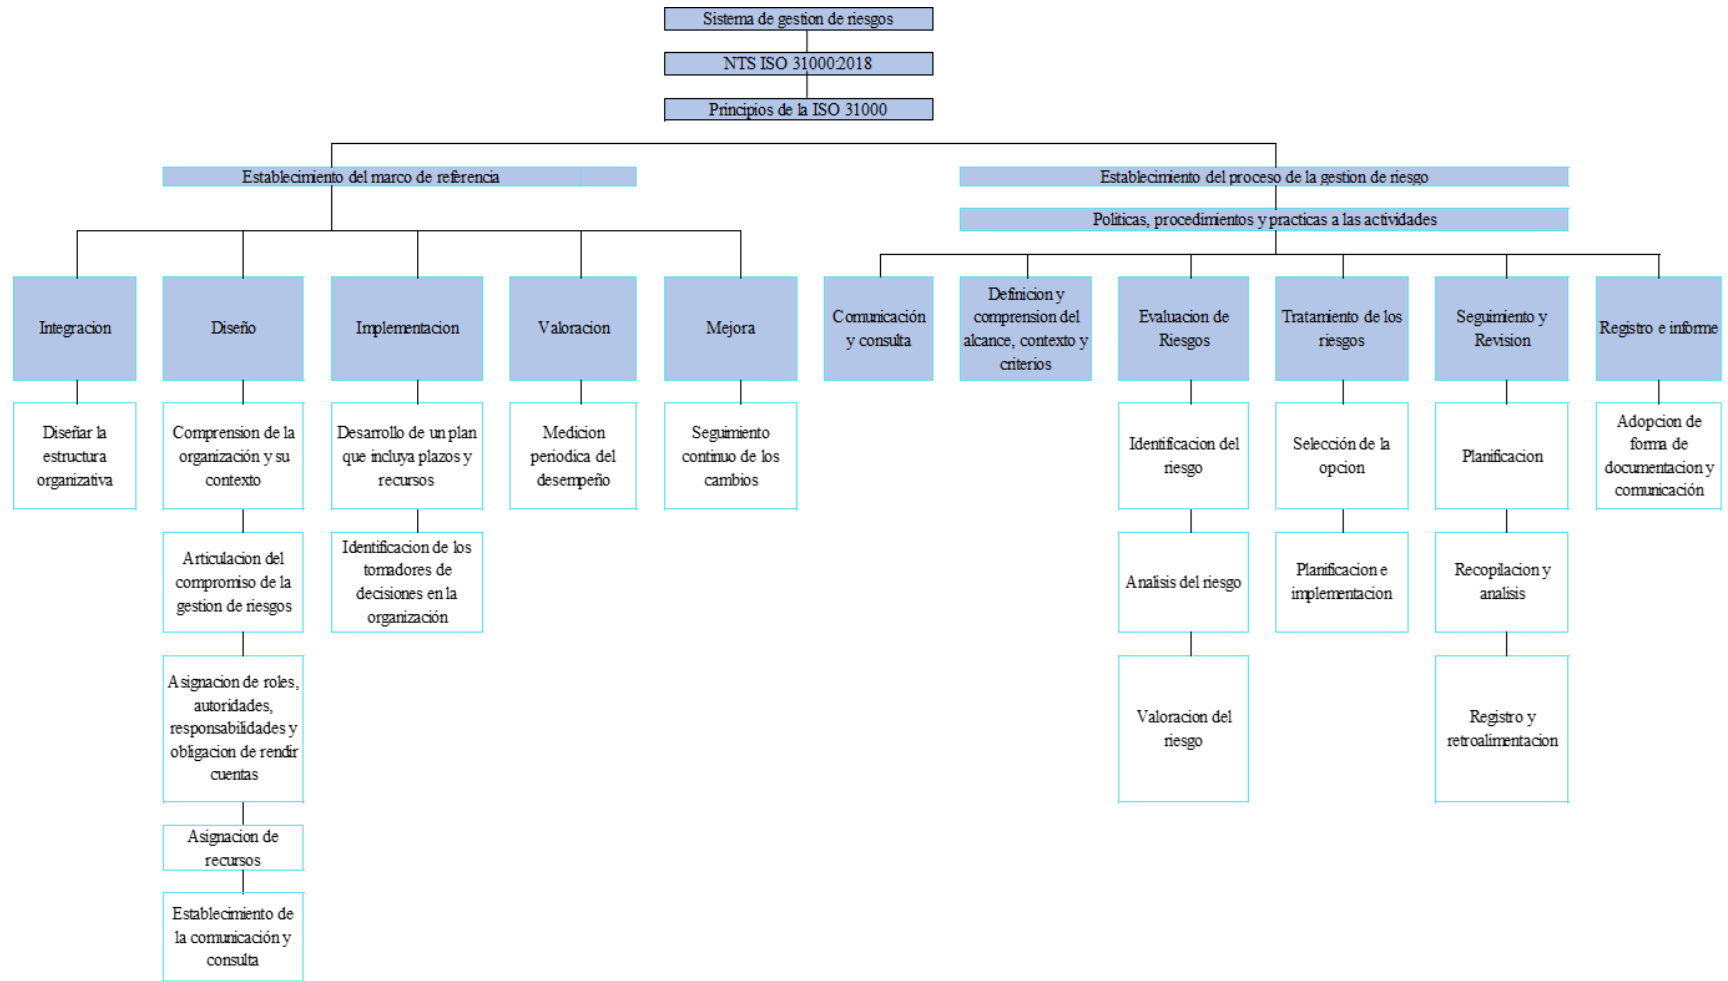 Sistema de gestion de riesgos
NTS ISO 31000:2018
Principios de la ISO 31000
Establecimiento del marco de referencia
Establecimiento del proceso de la gestion de riesgo
Politicas, procedimientos y practicas a las actividades
Integracion
Diseño
Implementacion
Valoracion
Mejora
Comunicación
y consulta
Definicion y
comprension del
alcance, contexto y
criterios
Evaluacion de
Riesgos
Tratamiento de los
riesgos
Seguimiento y
Revision
Registro e informe
Diseñar la
estructura
organizativa
Comprension de la
organización y su
contexto
Desarrollo de un plan
que incluya plazos y
recursos
Medicion
periodica del
desempeño
Seguimiento
continuo de los
cambios
Identificacion del
riesgo
Selección de la
opcion
Planificacion
Adopcion de
forma de
documentacion y
comunicación
Articulacion del
compromiso de la
gestion de riesgos
Identificacion de los
tomadores de
decisiones en la
organización
Analisis del riesgo
Planificacion e
implementacion
Recopilacion y
analisis
Asignacion de roles,
autoridades,
responsabilidades y
obligacion de rendir
cuentas
Valoracion del
riesgo
Registro y
retroalimentacion
Asignacion de
recursos
Establecimiento de
la comunicación y
consulta